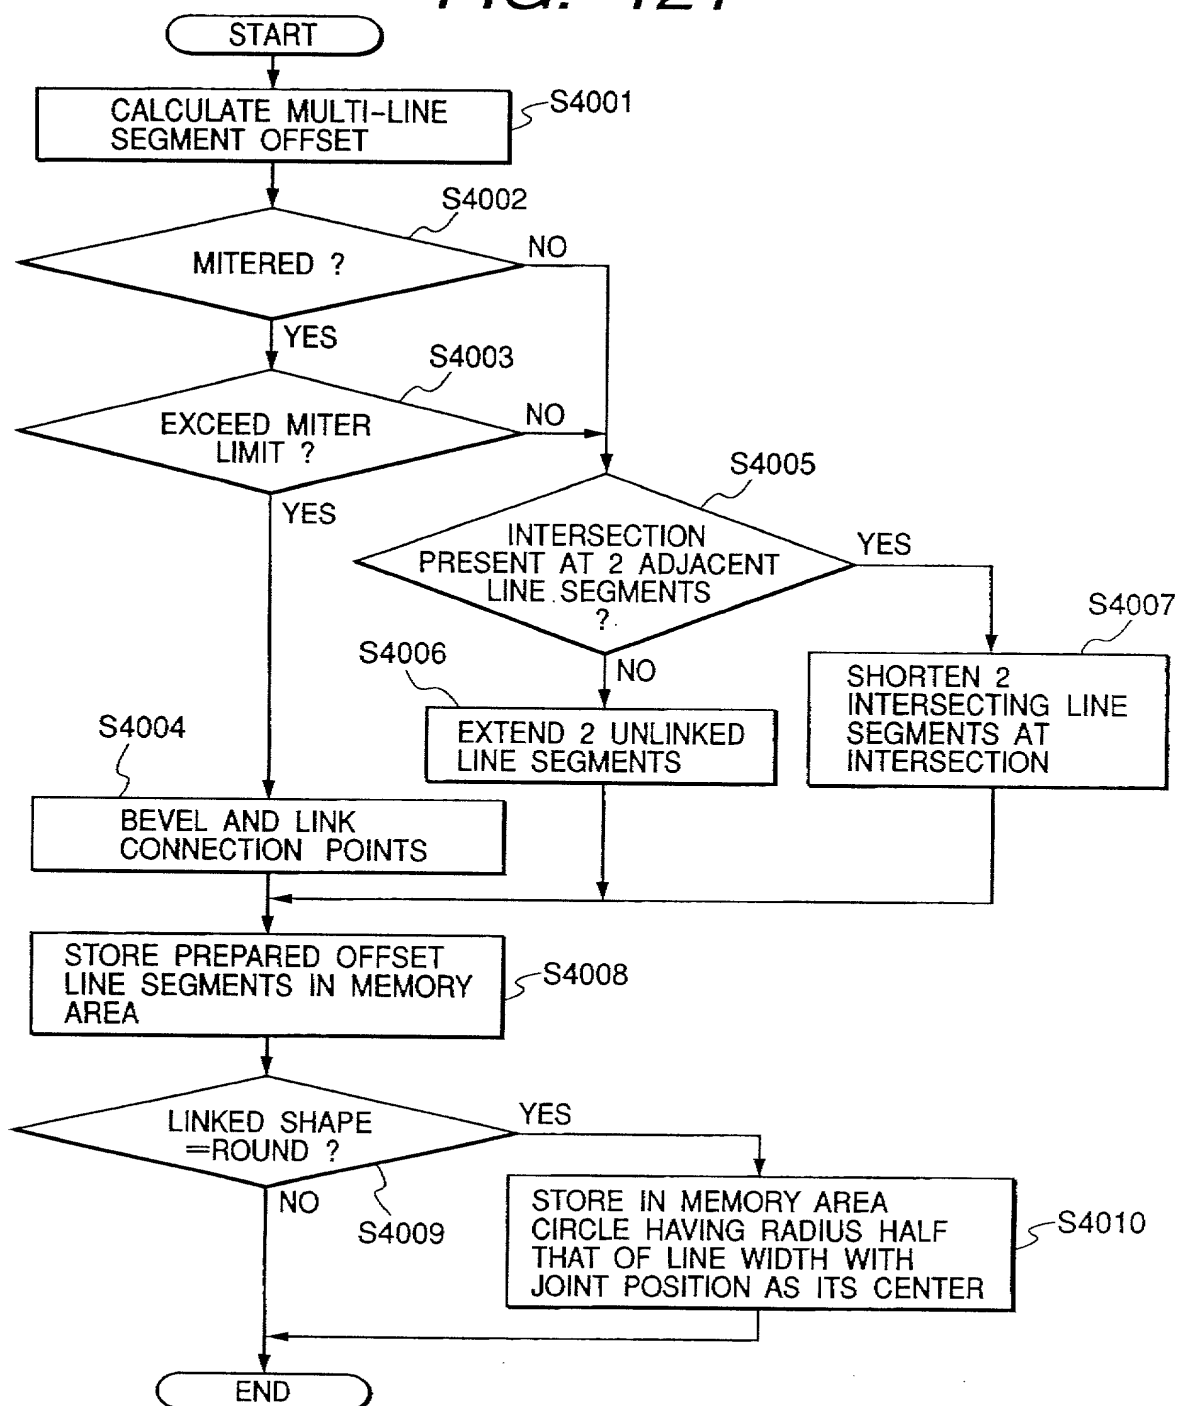 FIG. 121
START
CALCULATE MULTI-LINE
SEGMENT OFFSET
S4001
S4002
MITERED ?
NO
YES
S4003
EXCEED MITER
LIMIT ?
NO
YES
S4005
INTERSECTION
PRESENT AT 2 ADJACENT
LINE SEGMENTS
?
YES
NO
S4007
SHORTEN 2
INTERSECTING LINE
SEGMENTS AT
INTERSECTION
S4006
EXTEND 2 UNLINKED
LINE SEGMENTS
S4004
BEVEL AND LINK
CONNECTION POINTS
STORE PREPARED OFFSET
LINE SEGMENTS IN MEMORY
AREA
S4008
LINKED SHAPE
=ROUND ?
YES
NO
S4009
STORE IN MEMORY AREA
CIRCLE HAVING RADIUS HALF
THAT OF LINE WIDTH WITH
JOINT POSITION AS ITS CENTER
S4010
END